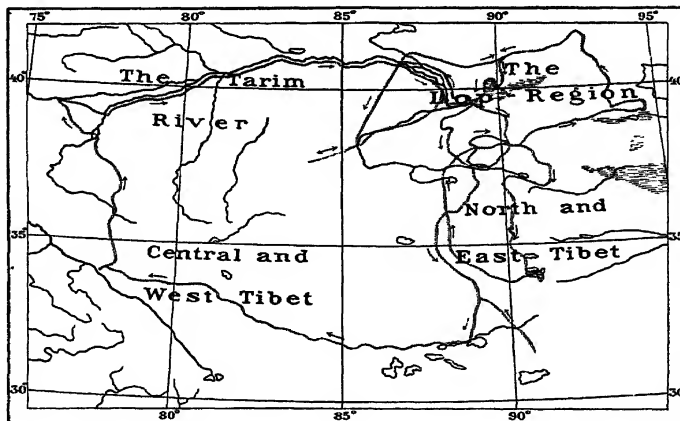 75° 80° 85° 90° 95°
40 40
The Tarim
River
The
Lop Region
35 35
North and
East Tibet
Central and
West Tibet
30 30
80° 85° 90°